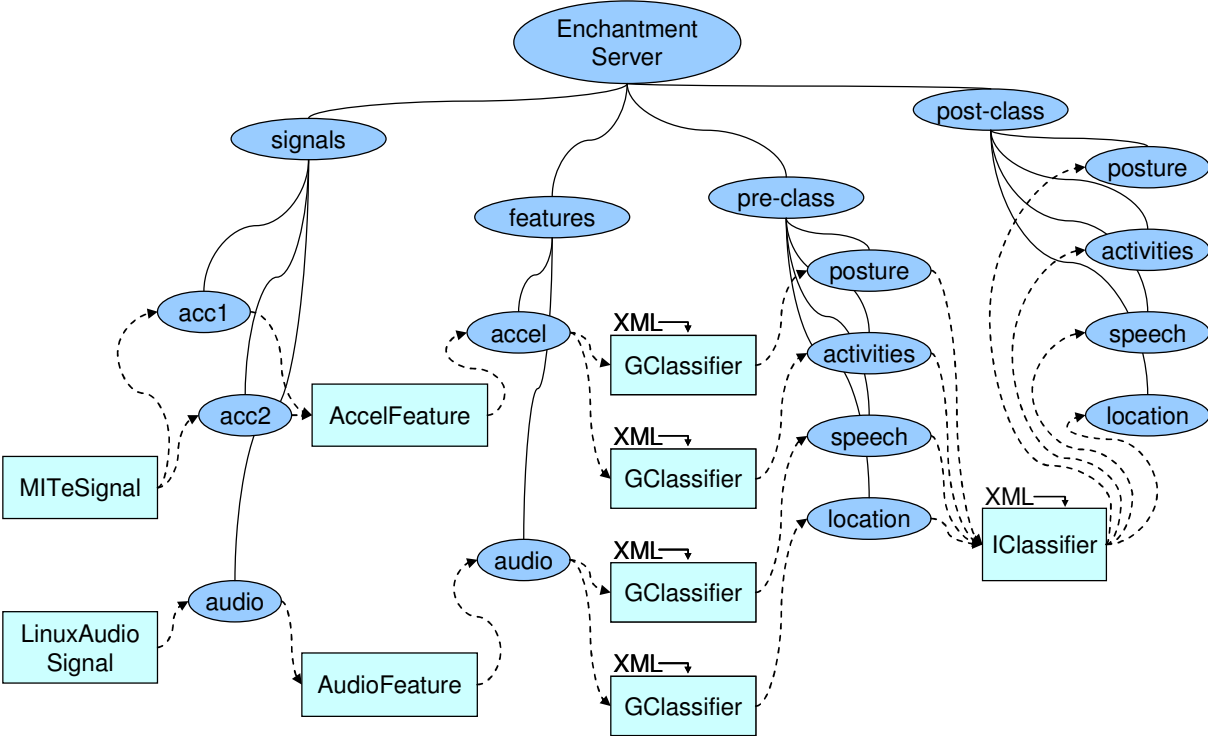 Enchantment
Server
post-class
signals
posture
pre-class
features
activities
posture
acc1
XML
accel
speech
GClassifier
activities
acc2
AccelFeature
location
XML
speech
GClassifier
MITeSignal
XML
location
IClassifier
XML
audio
GClassifier
audio
LinuxAudio
Signal
XML
AudioFeature
GClassifier